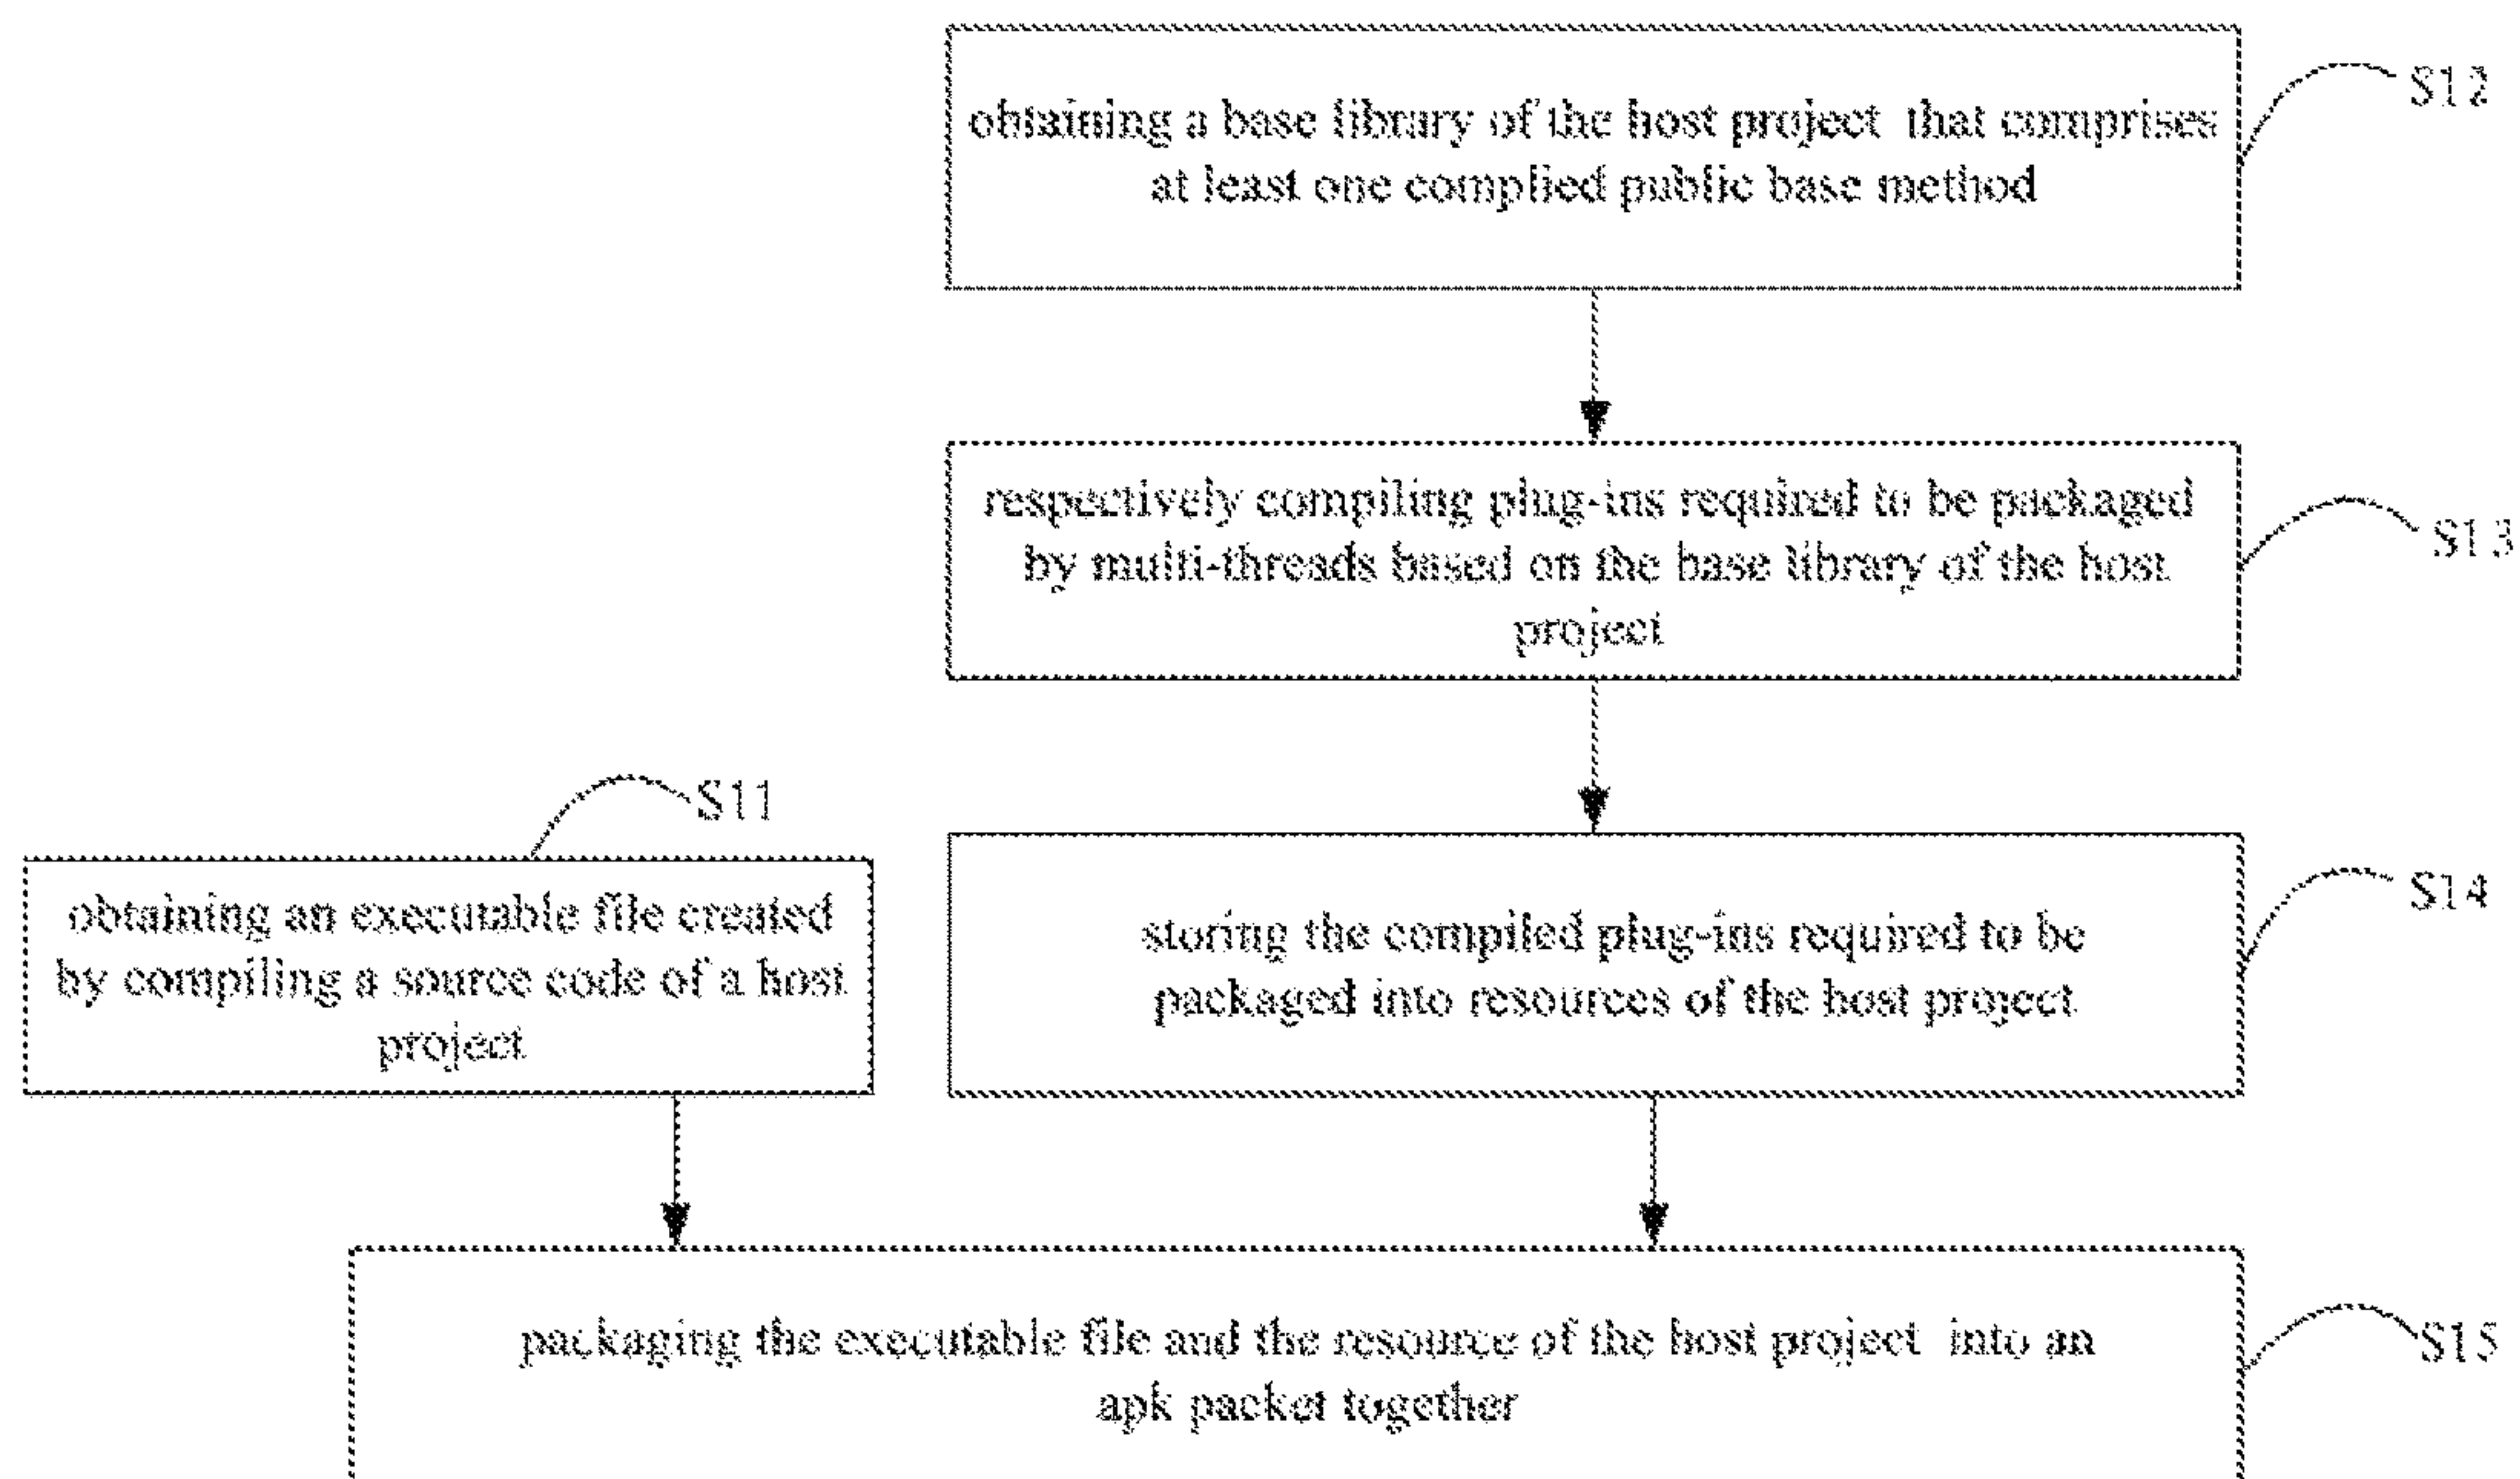 obtaining a base library of the host project that comprises
at least one complied public base method
S12
respectively compiling plug-ins required to be packaged
by multi-threads based on the base library of the host
project
S13
S11
obtaining an executable file created
by compiling a source code of a host
project
storing the compiled plug-ins required to be
packaged into resources of the host project
S14
packaging the executable file and the resource of the host project into an
apk packet together
S15